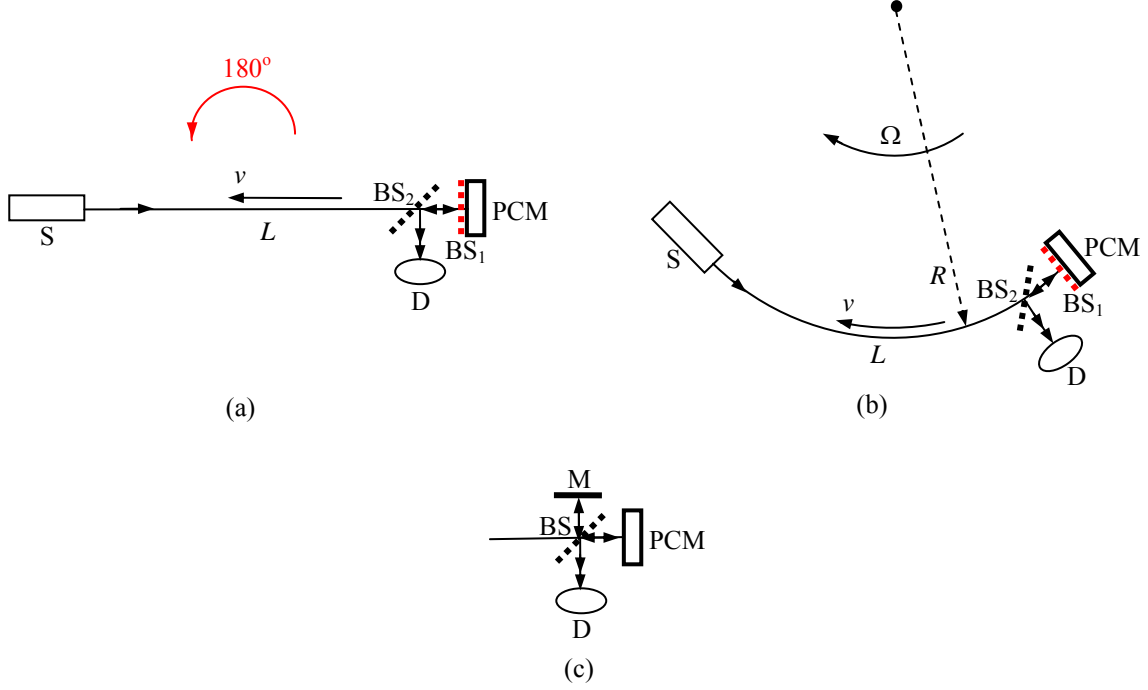 180°
v
BS₂
PCM
S
L
BS₁
D
(a)
Ω
S
R
v
L
BS₂
PCM
BS₁
D
(b)
M
BS
PCM
D
(c)